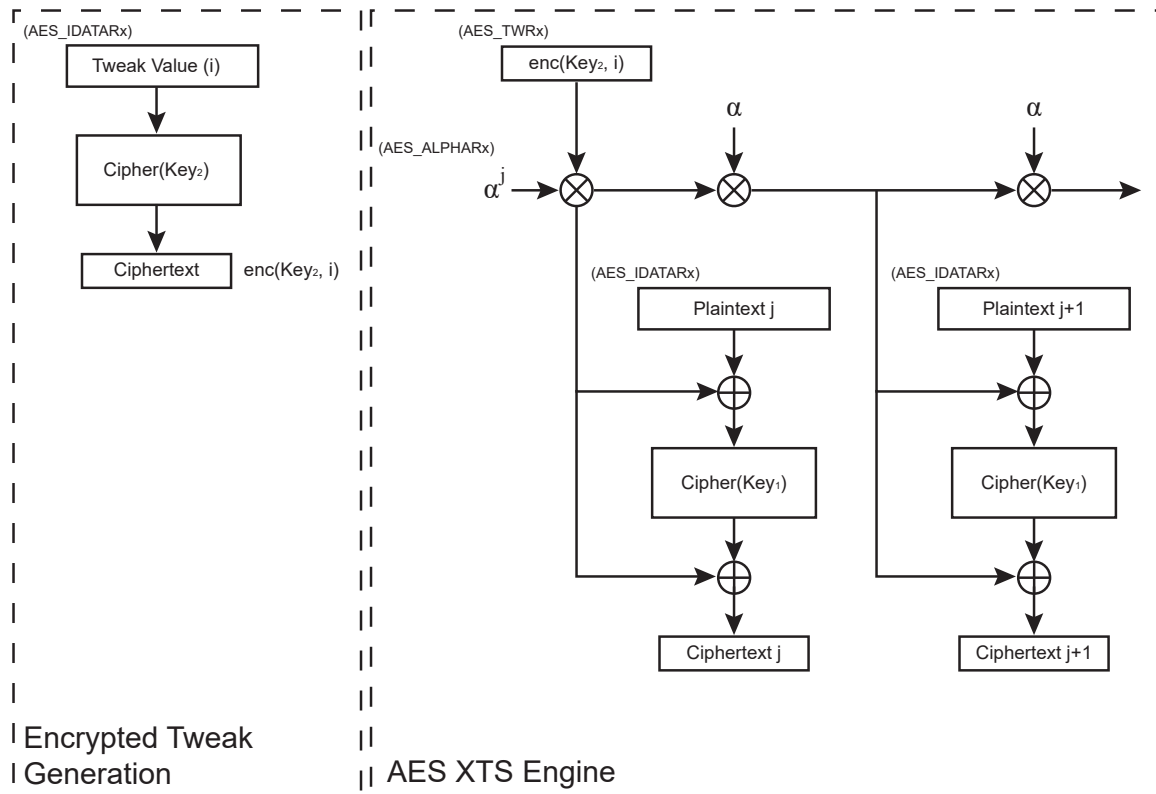 (AES_IDATARx)
Tweak Value (i)
Cipher(Key₂)
Ciphertext
enc(Key₂, i)
Encrypted Tweak
Generation
(AES_TWRx)
enc(Key₂, i)
(AES_ALPHARx)
αʲ
α
α
(AES_IDATARx)
Plaintext j
Cipher(Key₁)
Ciphertext j
(AES_IDATARx)
Plaintext j+1
Cipher(Key₁)
Ciphertext j+1
AES XTS Engine